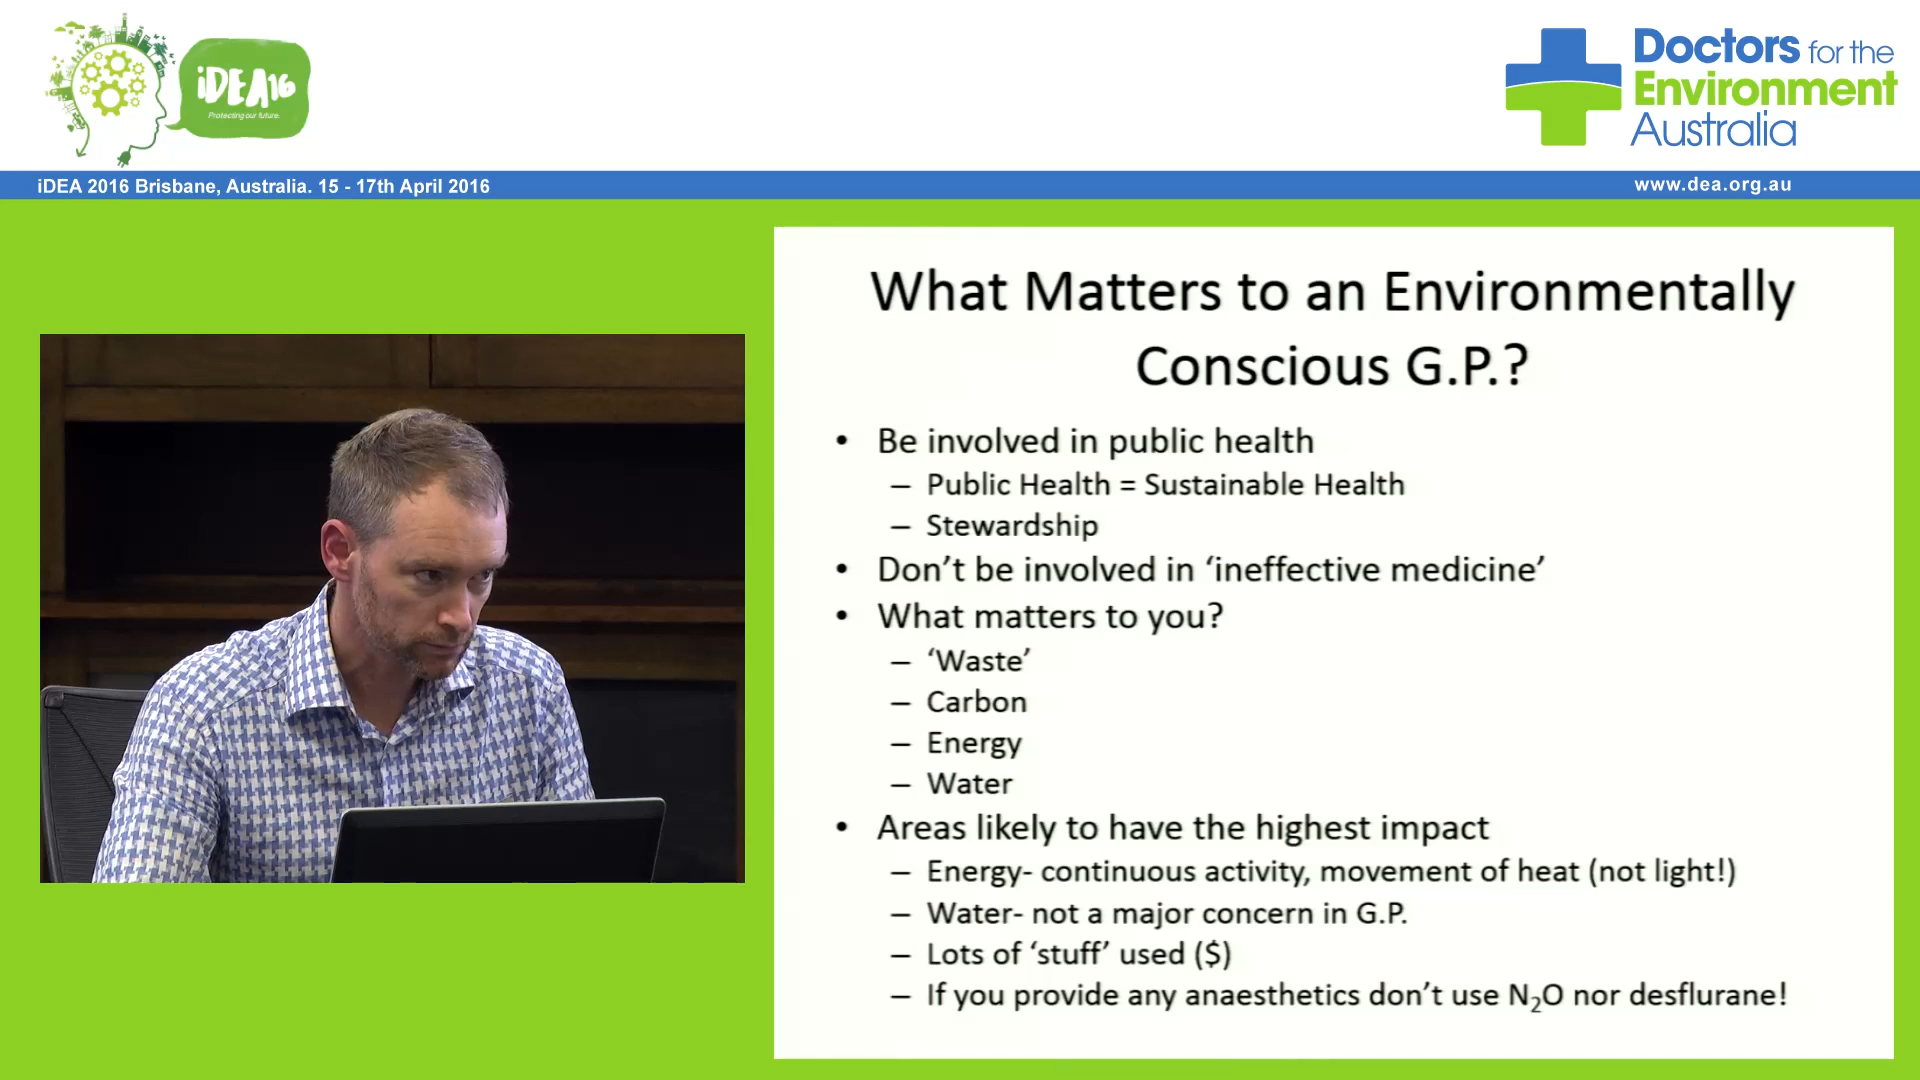 iDEA16
Protecting our future.
Doctors for the
Environment
Australia
iDEA 2016 Brisbane, Australia. 15 - 17th April 2016
www.dea.org.au
What Matters to an Environmentally
Conscious G.P.?
• Be involved in public health
– Public Health = Sustainable Health
– Stewardship
• Don’t be involved in ‘ineffective medicine’
• What matters to you?
– ‘Waste’
– Carbon
– Energy
– Water
• Areas likely to have the highest impact
– Energy- continuous activity, movement of heat (not light!)
– Water- not a major concern in G.P.
– Lots of ‘stuff’ used ($)
– If you provide any anaesthetics don’t use N₂O nor desflurane!